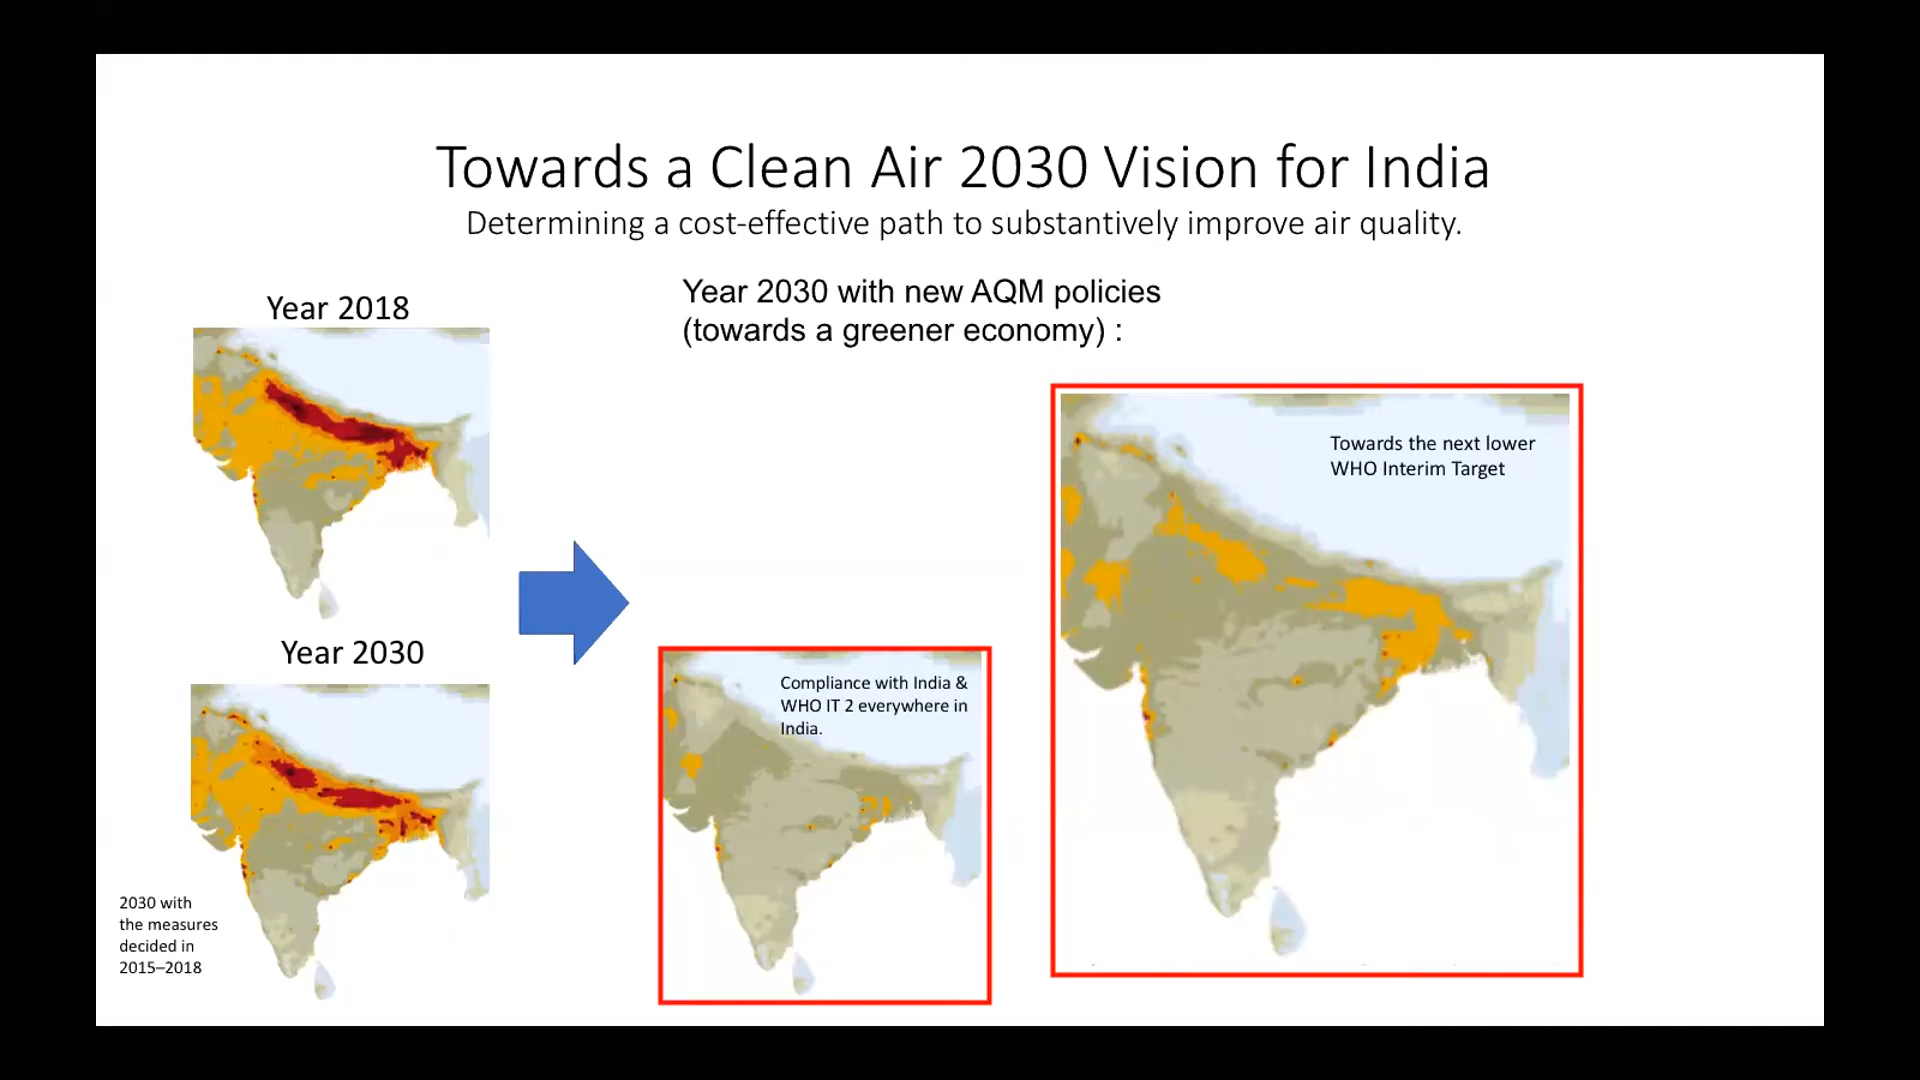 Towards a Clean Air 2030 Vision for India
Determining a cost-effective path to substantively improve air quality.
Year 2018
Year 2030 with new AQM policies
(towards a greener economy) :
Towards the next lower
WHO Interim Target
Year 2030
Compliance with India &
WHO IT 2 everywhere in
India.
2030 with
the measures
decided in
2015–2018